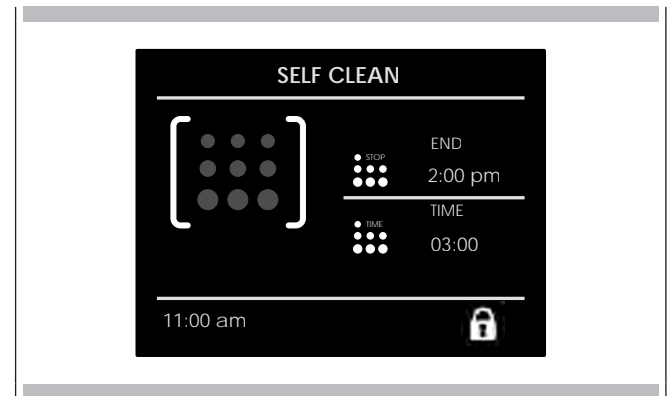 SELF CLEAN
STOP
END
2:00 pm
TIME
TIME
03:00
11:00 am